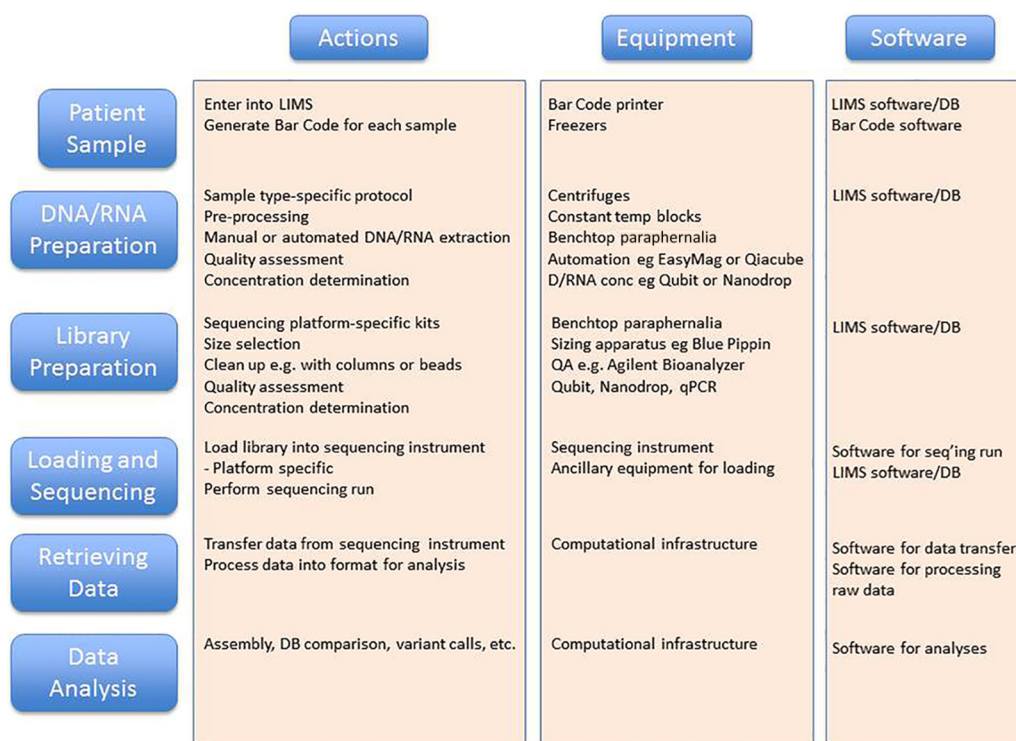 Actions
Equipment
Software
Patient
Sample
Enter into LIMS
Generate Bar Code for each sample
Bar Code printer
Freezers
LIMS software/DB
Bar Code software
DNA/RNA
Preparation
Sample type-specific protocol
Pre-processing
Manual or automated DNA/RNA extraction
Quality assessment
Concentration determination
Centrifuges
Constant temp blocks
Benchtop paraphernalia
Automation eg EasyMag or Qiacube
D/RNA conc eg Qubit or Nanodrop
LIMS software/DB
Library
Preparation
Sequencing platform-specific kits
Size selection
Clean up e.g. with columns or beads
Quality assessment
Concentration determination
Benchtop paraphernalia
Sizing apparatus eg Blue Pippin
QA e.g. Agilent Bioanalyzer
Qubit, Nanodrop, qPCR
LIMS software/DB
Loading and
Sequencing
Load library into sequencing instrument
- Platform specific
Perform sequencing run
Sequencing instrument
Ancillary equipment for loading
Software for seq'ing run
LIMS software/DB
Retrieving
Data
Transfer data from sequencing instrument
Process data into format for analysis
Computational infrastructure
Software for data transfer
Software for processing
raw data
Data
Analysis
Assembly, DB comparison, variant calls, etc.
Computational infrastructure
Software for analyses